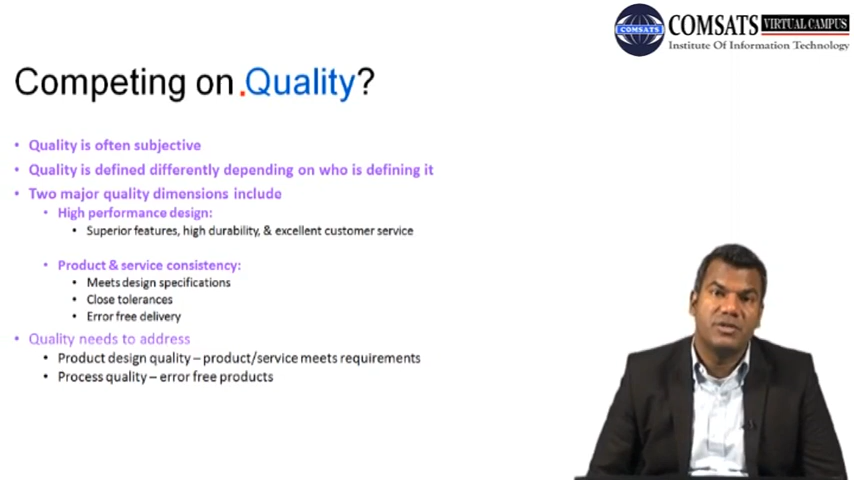 COMSATS VIRTUAL CAMPUS
COMSATS
Institute Of Information Technology
Competing on .Quality?
• Quality is often subjective
• Quality is defined differently depending on who is defining it
• Two major quality dimensions include
• High performance design:
• Superior features, high durability, & excellent customer service
• Product & service consistency:
• Meets design specifications
• Close tolerances
• Error free delivery
• Quality needs to address
• Product design quality – product/service meets requirements
• Process quality – error free products